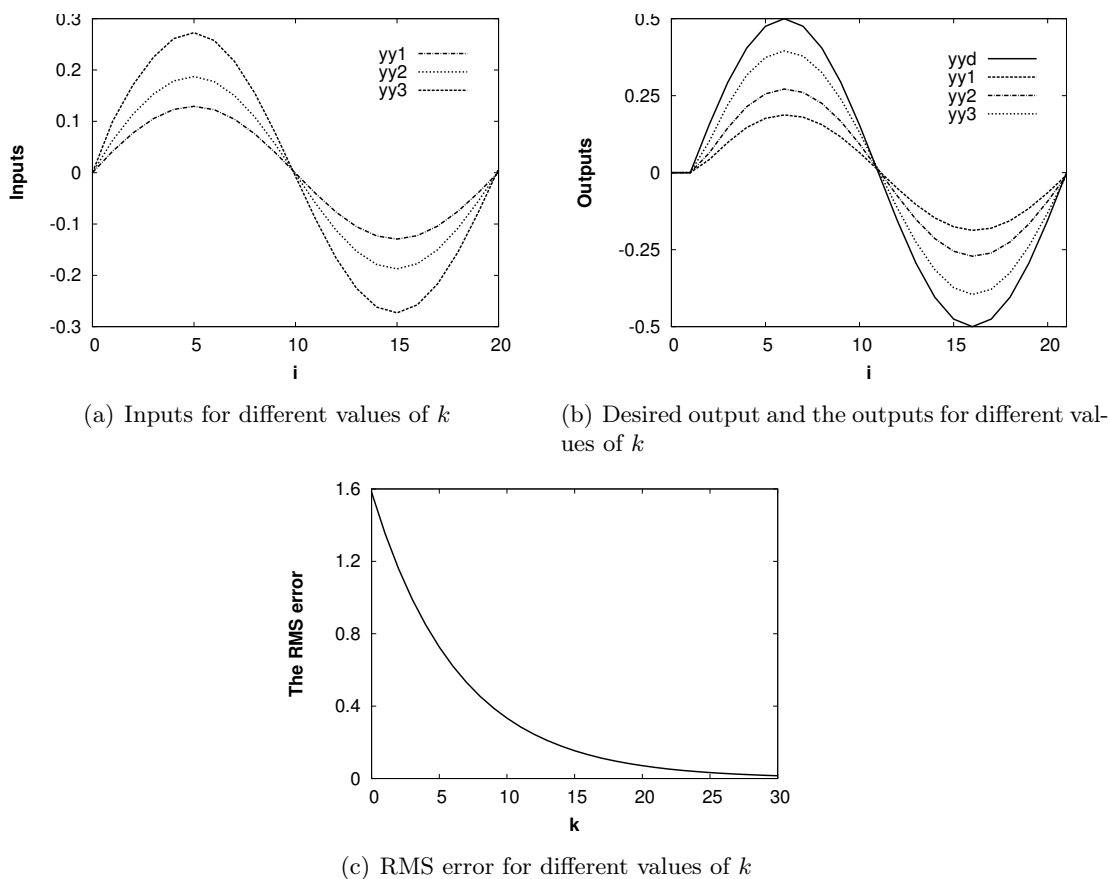 0.3
0.2
0.1
0
-0.1
-0.2
-0.3
Inputs
yy1
yy2
yy3
0 5 10 15 20
i
(a) Inputs for different values of k
0.5
0.25
0
-0.25
-0.5
Outputs
yyd
yy1
yy2
yy3
0 5 10 15 20
i
(b) Desired output and the outputs for different val-
ues of k
1.6
1.2
0.8
0.4
0
The RMS error
0 5 10 15 20 25 30
k
(c) RMS error for different values of k